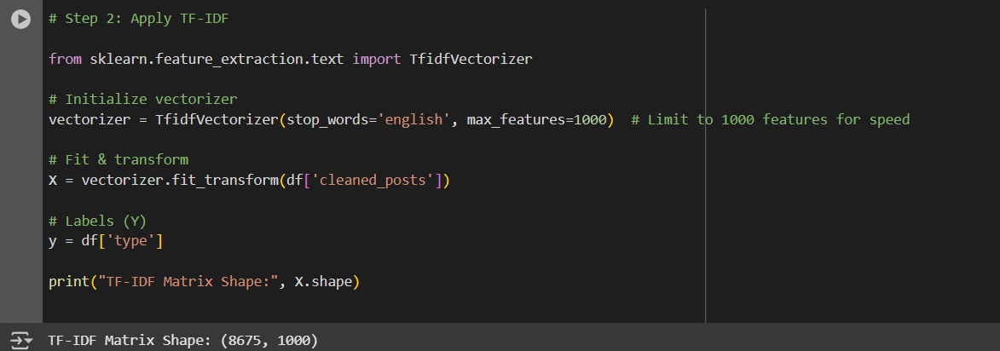 # Step 2: Apply TF-IDF
from sklearn.feature_extraction.text import TfidfVectorizer
# Initialize vectorizer
vectorizer = TfidfVectorizer(stop_words='english', max_features=1000)  # Limit to 1000 features for speed
# Fit & transform
X = vectorizer.fit_transform(df['cleaned_posts'])
# Labels (Y)
y = df['type']
print("TF-IDF Matrix Shape:", X.shape)
TF-IDF Matrix Shape: (8675, 1000)